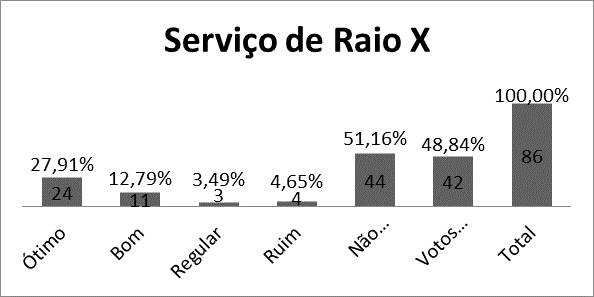 Serviço de Raio X
27,91%
24
12,79%
11
3,49%
3
4,65%
4
51,16%
44
48,84%
42
100,00%
86
Ótimo
Bom
Regular
Ruim
Não...
Votos...
Total